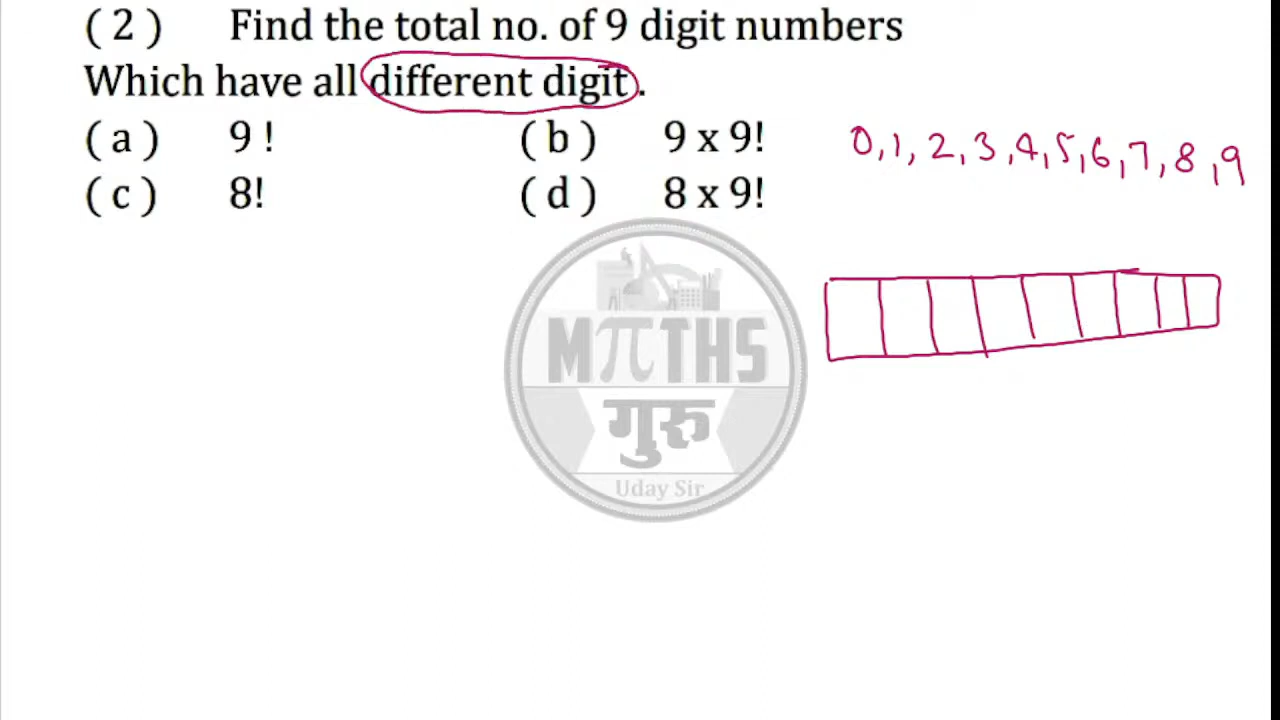 ( 2 ) Find the total no. of 9 digit numbers
Which have all different digit .
( a ) 9 ! ( b ) 9 x 9!
( c ) 8! ( d ) 8 x 9!
0,1,2,3,4,5,6,7,8,9
MπTHS
गुरु
Uday Sir